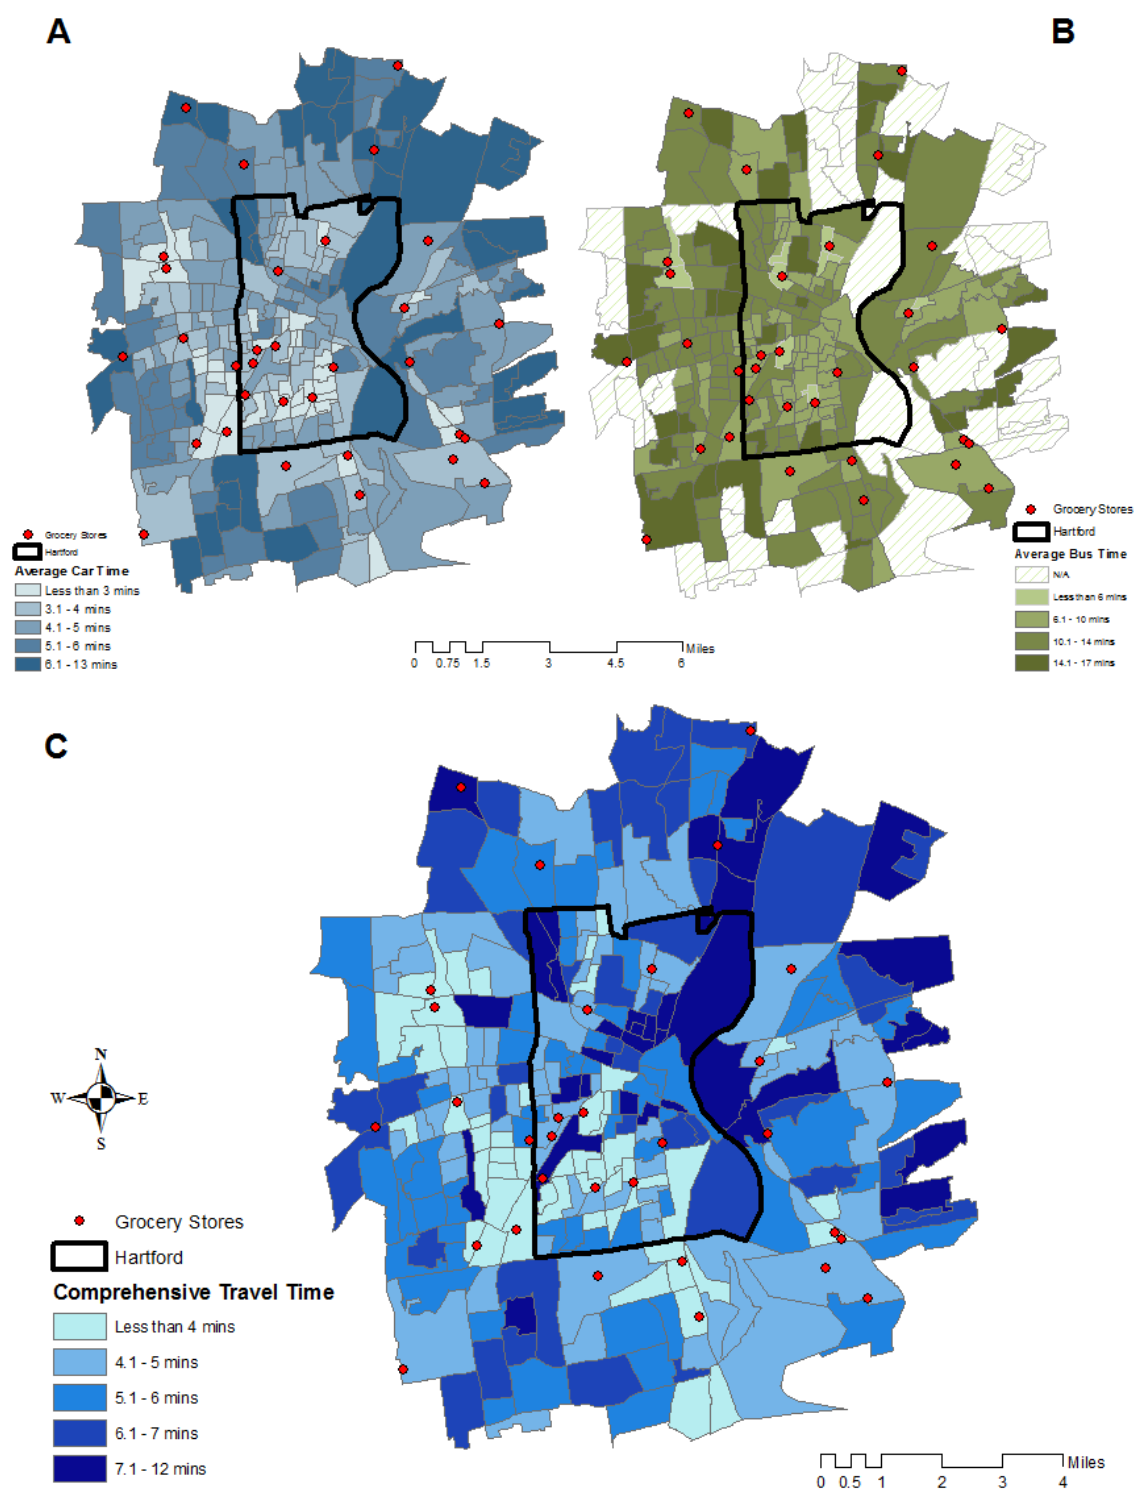 A
B
Grocery Stores
Hartford
Average Car Time
Less than 3 mins
3.1 - 4 mins
4.1 - 5 mins
5.1 - 6 mins
6.1 - 13 mins
Miles
0 0.75 1.5 3 4.5 6
Grocery Stores
Hartford
Average Bus Time
N/A
Less than 6 mins
6.1 - 10 mins
10.1 - 14 mins
14.1 - 17 mins
C
N
W E
S
Grocery Stores
Hartford
Comprehensive Travel Time
Less than 4 mins
4.1 - 5 mins
5.1 - 6 mins
6.1 - 7 mins
7.1 - 12 mins
Miles
0 0.5 1 2 3 4